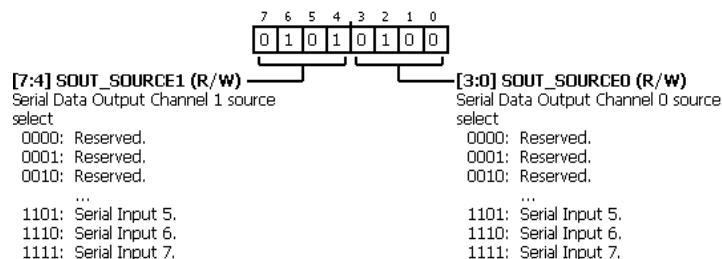 7 6 5 4 3 2 1 0
0 1 0 1 0 1 0 0
[7:4] SOUT_SOURCE1 (R/W)
Serial Data Output Channel 1 source
select
0000: Reserved.
0001: Reserved.
0010: Reserved.
...
1101: Serial Input 5.
1110: Serial Input 6.
1111: Serial Input 7.
[3:0] SOUT_SOURCE0 (R/W)
Serial Data Output Channel 0 source
select
0000: Reserved.
0001: Reserved.
0010: Reserved.
...
1101: Serial Input 5.
1110: Serial Input 6.
1111: Serial Input 7.